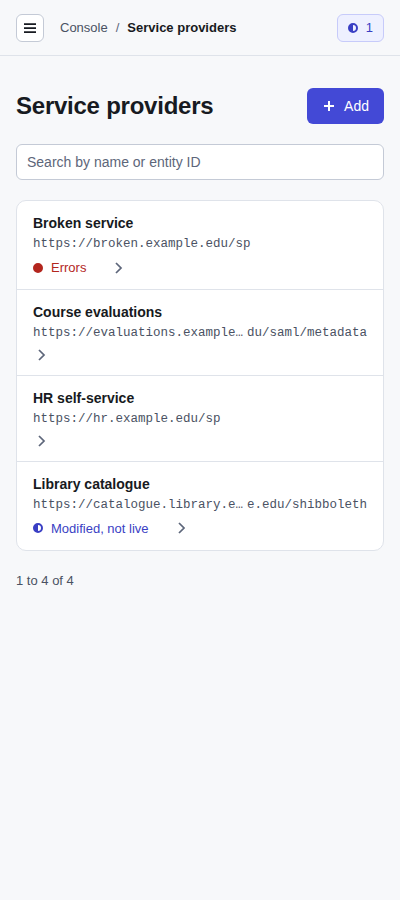 Console / Service providers
1
Service providers
Add
Search by name or entity ID
Broken service
https://broken.example.edu/sp
Errors
Course evaluations
https://evaluations.example… du/saml/metadata
HR self-service
https://hr.example.edu/sp
Library catalogue
https://catalogue.library.e… e.edu/shibboleth
Modified, not live
1 to 4 of 4